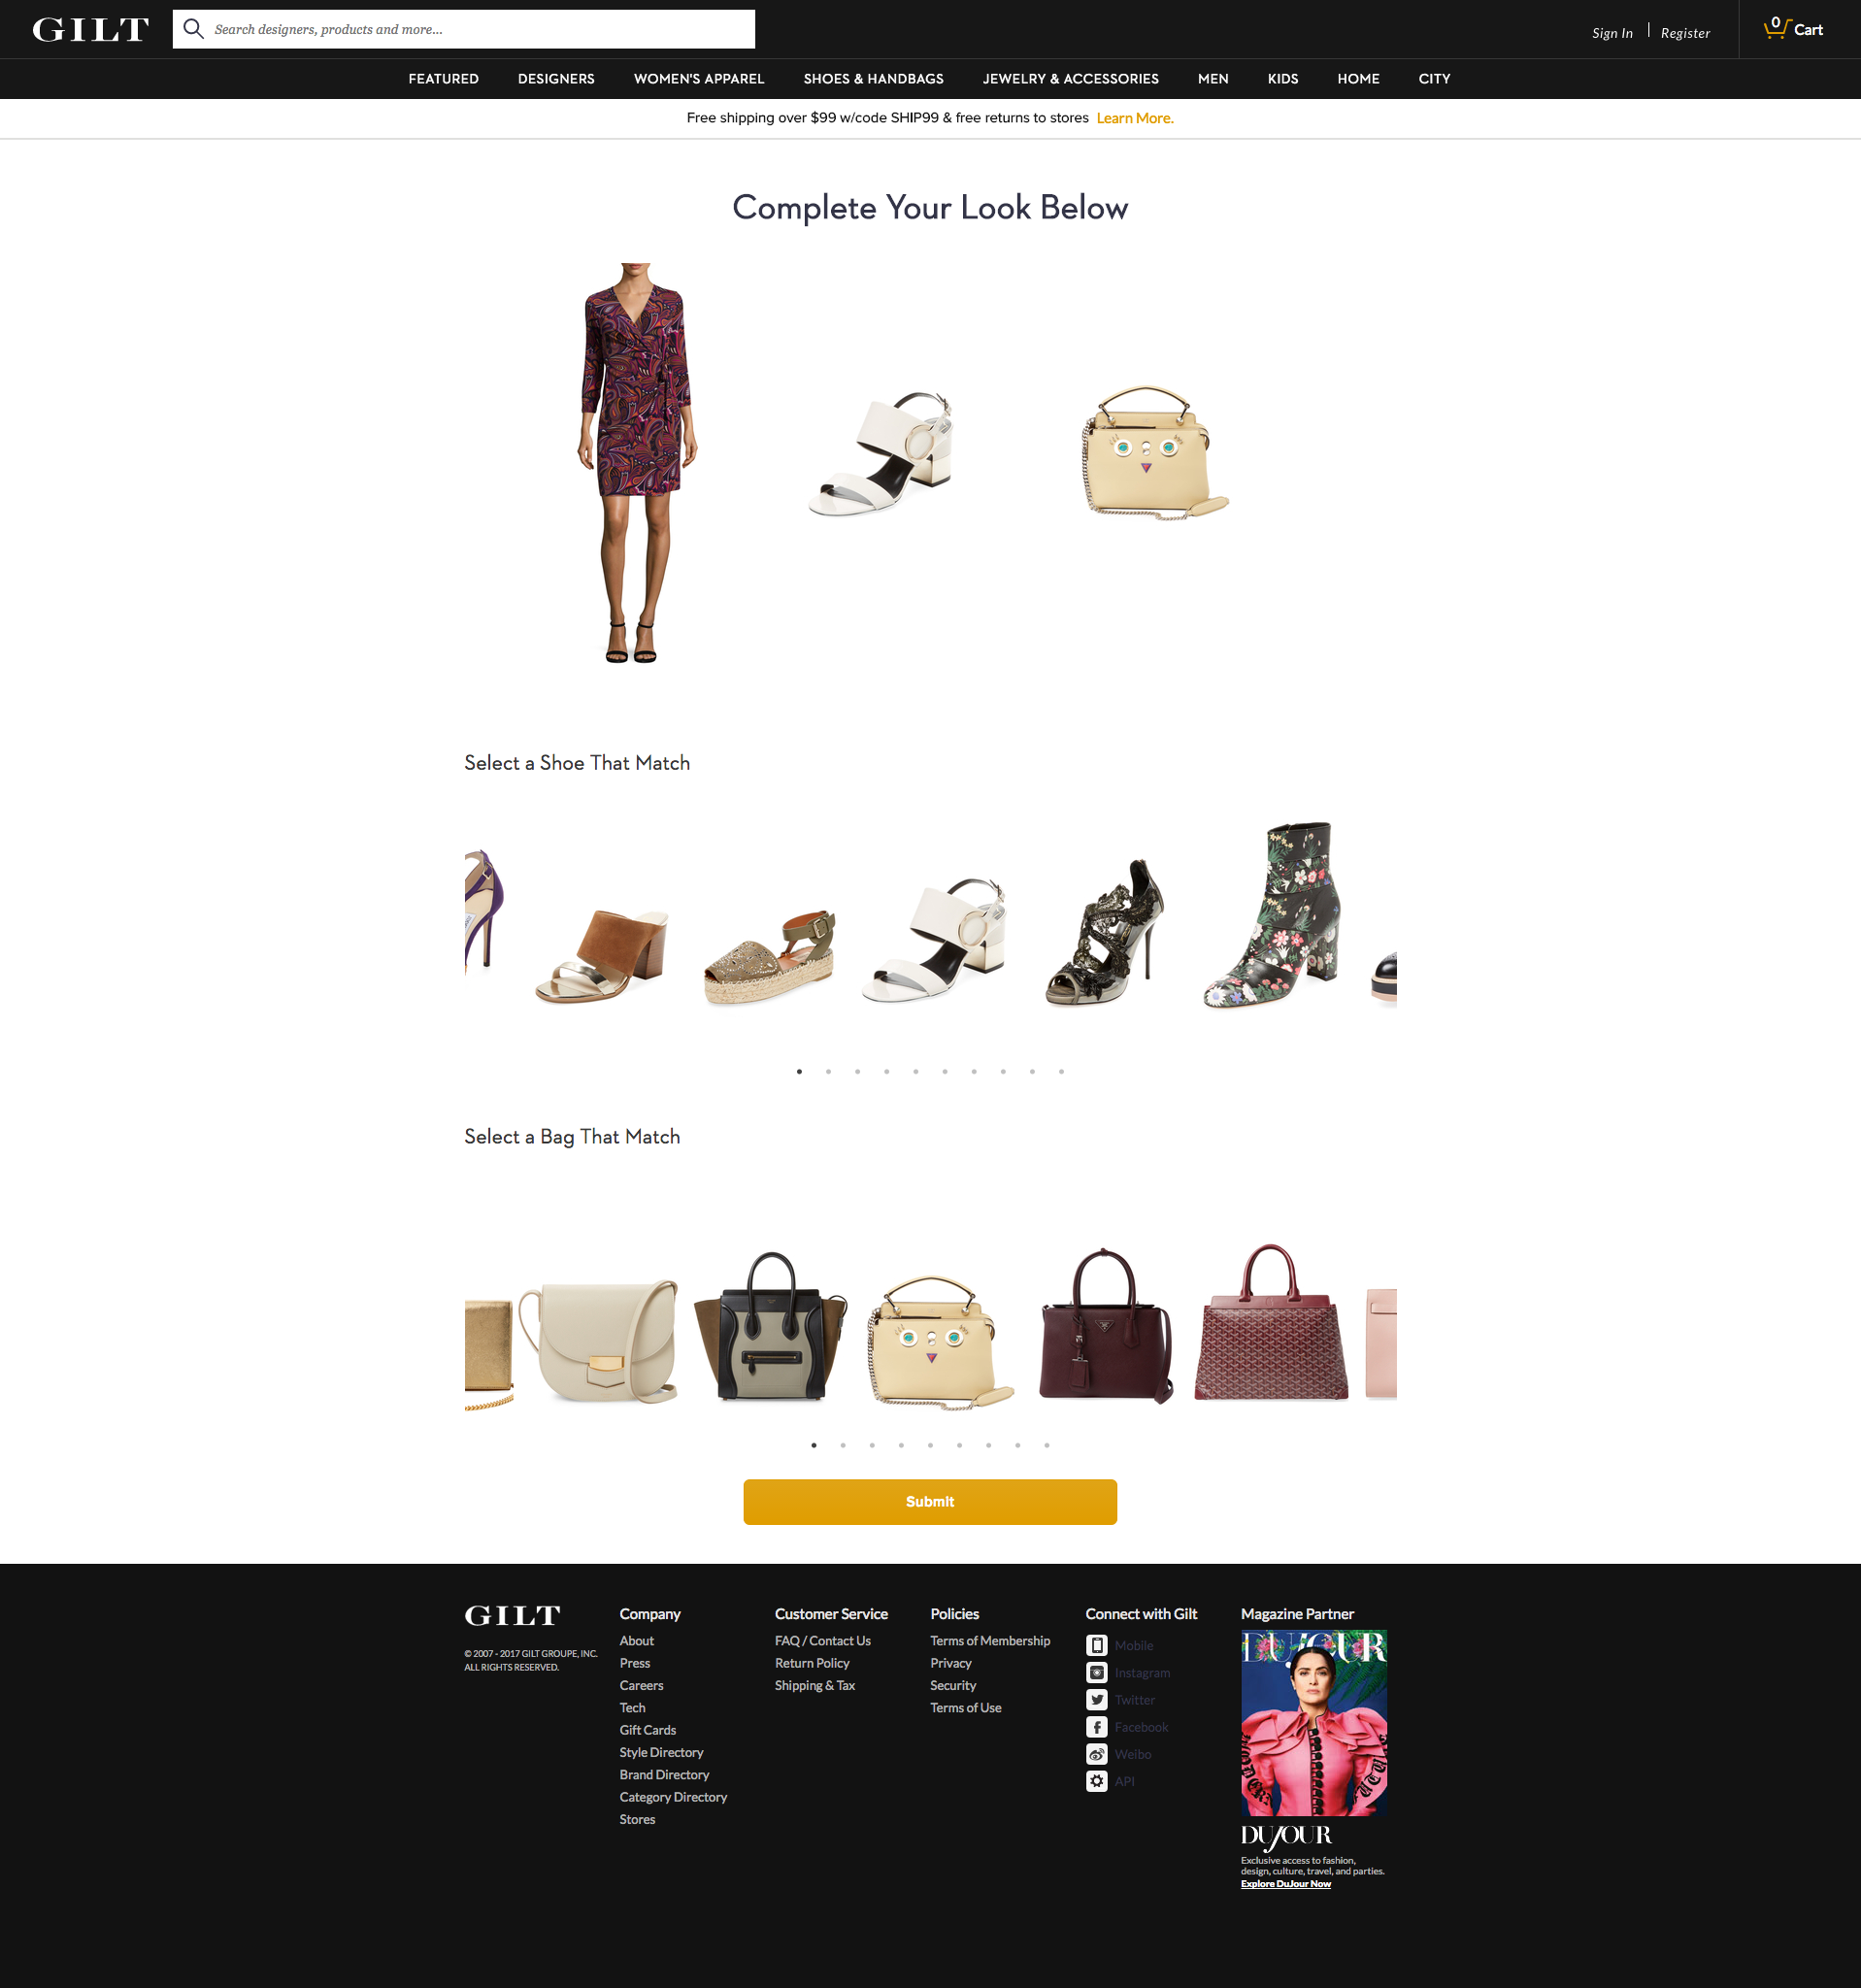 GILT
Search designers, products and more...
Sign In
Register
0
Cart
FEATURED
DESIGNERS
WOMEN'S APPAREL
SHOES & HANDBAGS
JEWELRY & ACCESSORIES
MEN
KIDS
HOME
CITY
Free shipping over $99 w/code SHIP99 & free returns to stores Learn More.
Complete Your Look Below
Select a Shoe That Match
Select a Bag That Match
Submit
GILT
© 2007 - 2017 GILT GROUPE, INC.
ALL RIGHTS RESERVED.
Company
About
Press
Careers
Tech
Gift Cards
Style Directory
Brand Directory
Category Directory
Stores
Customer Service
FAQ / Contact Us
Return Policy
Shipping & Tax
Policies
Terms of Membership
Privacy
Security
Terms of Use
Connect with Gilt
Mobile
Instagram
Twitter
Facebook
Weibo
API
Magazine Partner
DUJOUR
DUJOUR
Exclusive access to fashion,
design, culture, travel, and parties.
Explore DuJour Now